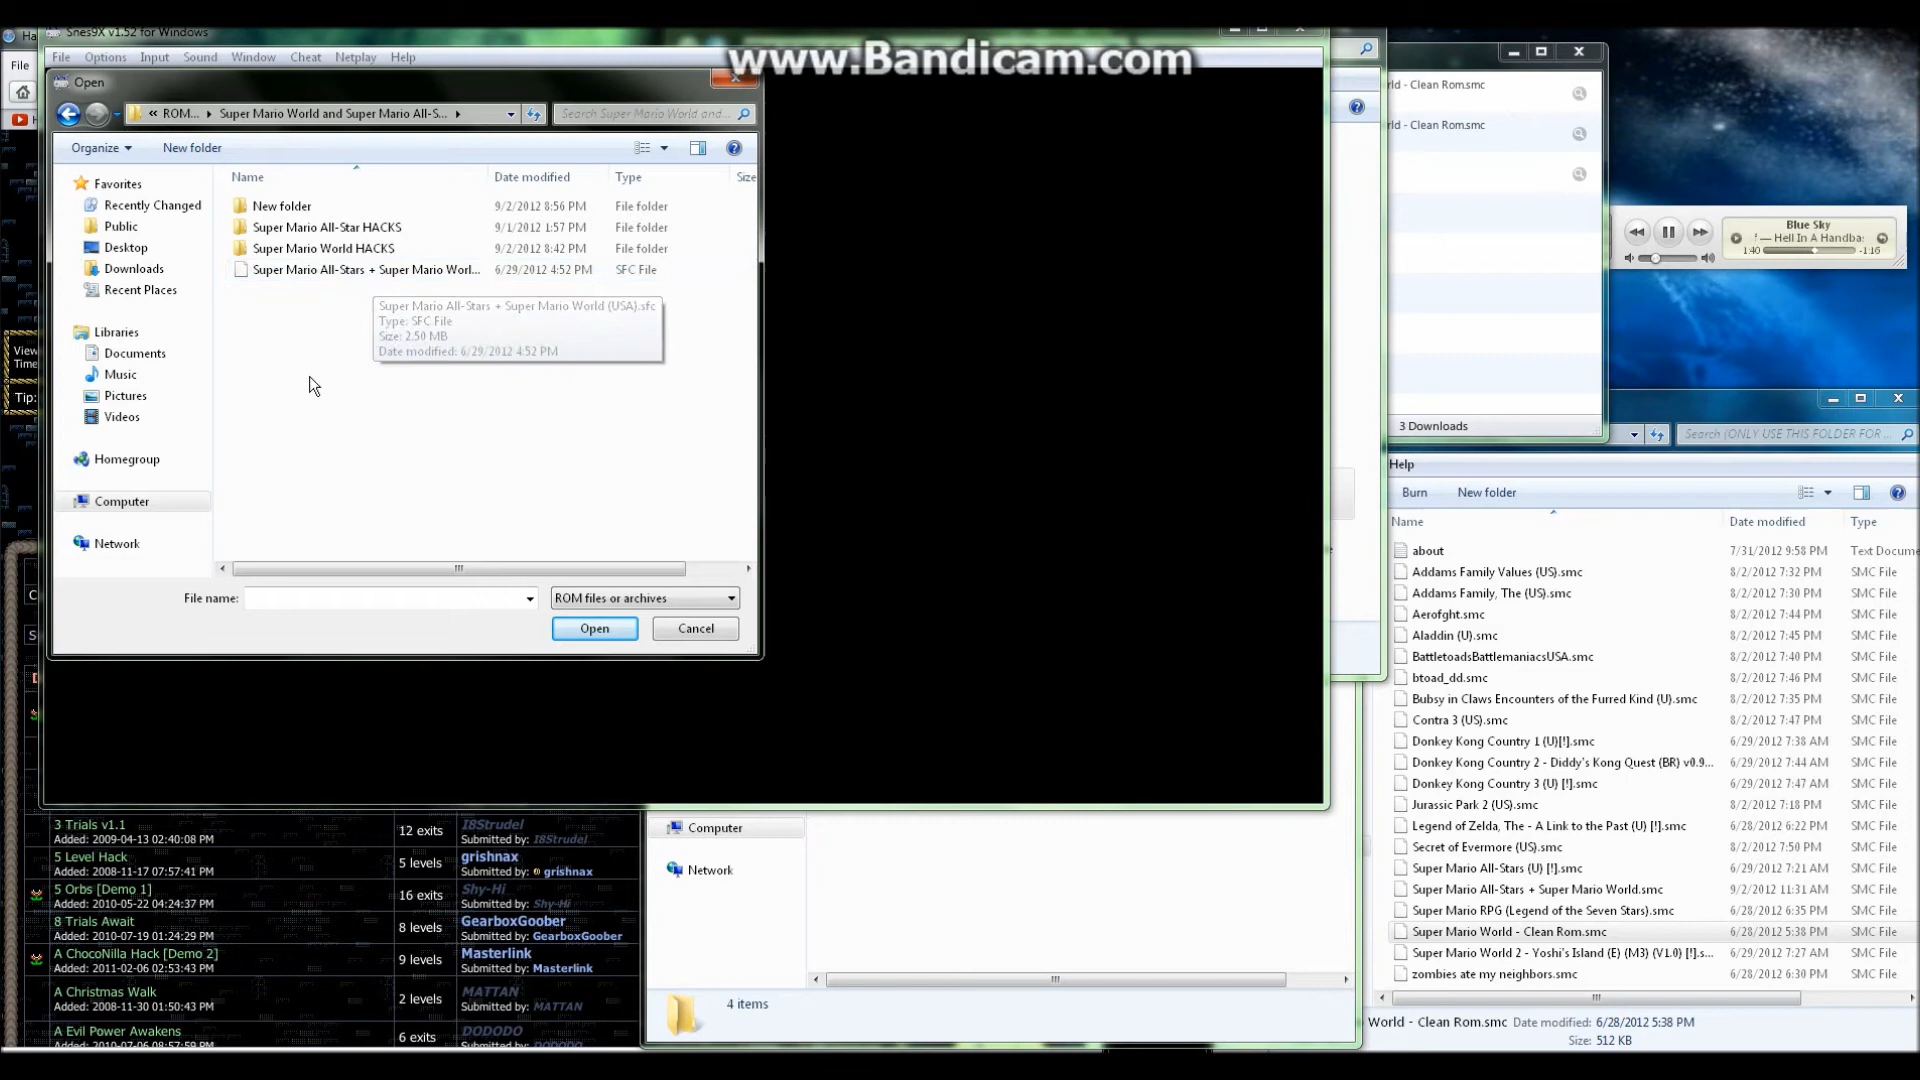 www.Bandicam.com
Snes9X v1.52 for Windows
File Options Input Sound Window Cheat Netplay Help
Open
« ROM... ▸ Super Mario World and Super Mario All-S... ▸
Search Super Mario World and...
Organize New folder
Name Date modified Type Size
Favorites
Recently Changed
Public
Desktop
Downloads
Recent Places
Libraries
Documents
Music
Pictures
Videos
Homegroup
Computer
Network
New folder 9/2/2012 8:56 PM File folder
Super Mario All-Star HACKS 9/1/2012 1:57 PM File folder
Super Mario World HACKS 9/2/2012 8:42 PM File folder
Super Mario All-Stars + Super Mario Worl... 6/29/2012 4:52 PM SFC File
Super Mario All-Stars + Super Mario World (USA).sfc
Type: SFC File
Size: 2.50 MB
Date modified: 6/29/2012 4:52 PM
File name:
ROM files or archives
Open Cancel
Ha
File
View
Time
Tip:
3 Trials v1.1
Added: 2009-04-13 02:40:08 PM
12 exits
I8Strudel
Submitted by: I8Strudel
5 Level Hack
Added: 2008-11-17 07:57:41 PM
5 levels
grishnax
Submitted by: grishnax
5 Orbs [Demo 1]
Added: 2010-05-22 04:24:37 PM
16 exits
Shy-Hi
Submitted by: Shy-Hi
8 Trials Await
Added: 2010-07-19 01:24:29 PM
8 levels
GearboxGoober
Submitted by: GearboxGoober
A ChocoNilla Hack [Demo 2]
Added: 2011-02-06 02:53:43 PM
9 levels
Masterlink
Submitted by: Masterlink
A Christmas Walk
Added: 2008-11-30 01:50:43 PM
2 levels
MATTAN
Submitted by: MATTAN
A Evil Power Awakens
Added: 2010-07-06 08:57:59 PM
6 exits
DODODO
Computer
Network
4 items
rld - Clean Rom.smc
rld - Clean Rom.smc
3 Downloads
Blue Sky
— Hell In A Handba
1:40 -1:16
Search (ONLY USE THIS FOLDER FOR ...
Help
Burn New folder
Name Date modified Type
about 7/31/2012 9:58 PM Text Docume
Addams Family Values (US).smc 8/2/2012 7:32 PM SMC File
Addams Family, The (US).smc 8/2/2012 7:30 PM SMC File
Aerofght.smc 8/2/2012 7:44 PM SMC File
Aladdin (U).smc 8/2/2012 7:45 PM SMC File
BattletoadsBattlemaniacsUSA.smc 8/2/2012 7:40 PM SMC File
btoad_dd.smc 8/2/2012 7:46 PM SMC File
Bubsy in Claws Encounters of the Furred Kind (U).smc 8/2/2012 7:35 PM SMC File
Contra 3 (US).smc 8/2/2012 7:47 PM SMC File
Donkey Kong Country 1 (U)[!].smc 6/29/2012 7:38 AM SMC File
Donkey Kong Country 2 - Diddy's Kong Quest (BR) v0.9... 6/29/2012 7:44 AM SMC File
Donkey Kong Country 3 (U) [!].smc 6/29/2012 7:47 AM SMC File
Jurassic Park 2 (US).smc 8/2/2012 7:18 PM SMC File
Legend of Zelda, The - A Link to the Past (U) [!].smc 6/28/2012 6:22 PM SMC File
Secret of Evermore (US).smc 8/2/2012 7:50 PM SMC File
Super Mario All-Stars (U) [!].smc 6/29/2012 7:21 AM SMC File
Super Mario All-Stars + Super Mario World.smc 9/2/2012 11:31 AM SMC File
Super Mario RPG (Legend of the Seven Stars).smc 6/28/2012 6:35 PM SMC File
Super Mario World - Clean Rom.smc 6/28/2012 5:38 PM SMC File
Super Mario World 2 - Yoshi's Island (E) (M3) (V1.0) [!].s... 6/29/2012 7:27 AM SMC File
zombies ate my neighbors.smc 6/28/2012 6:30 PM SMC File
World - Clean Rom.smc Date modified: 6/28/2012 5:38 PM
Size: 512 KB